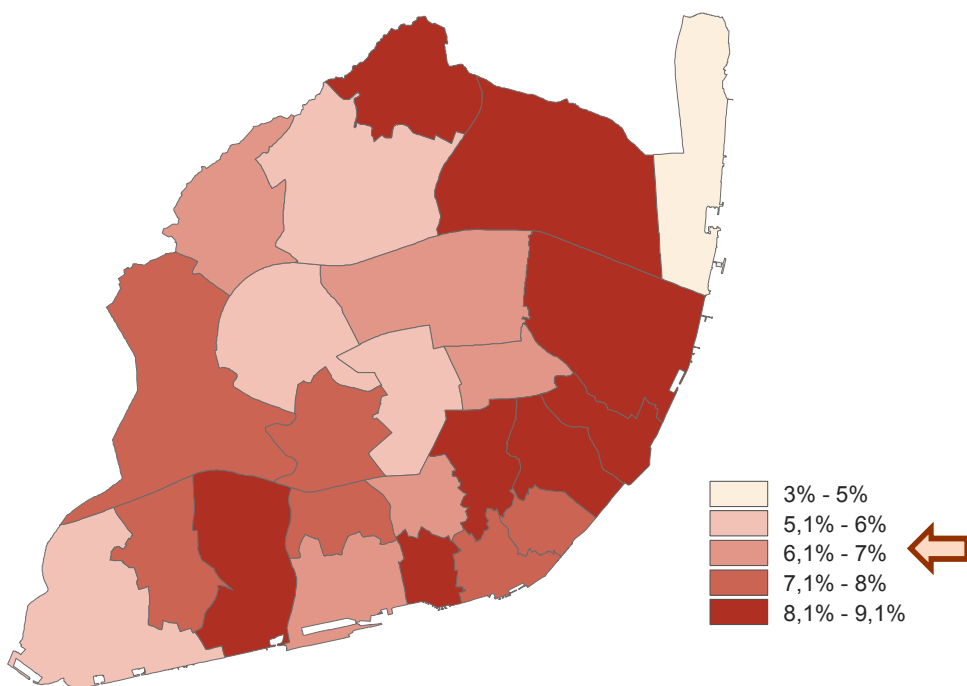 3% - 5%
5,1% - 6%
6,1% - 7%
7,1% - 8%
8,1% - 9,1%